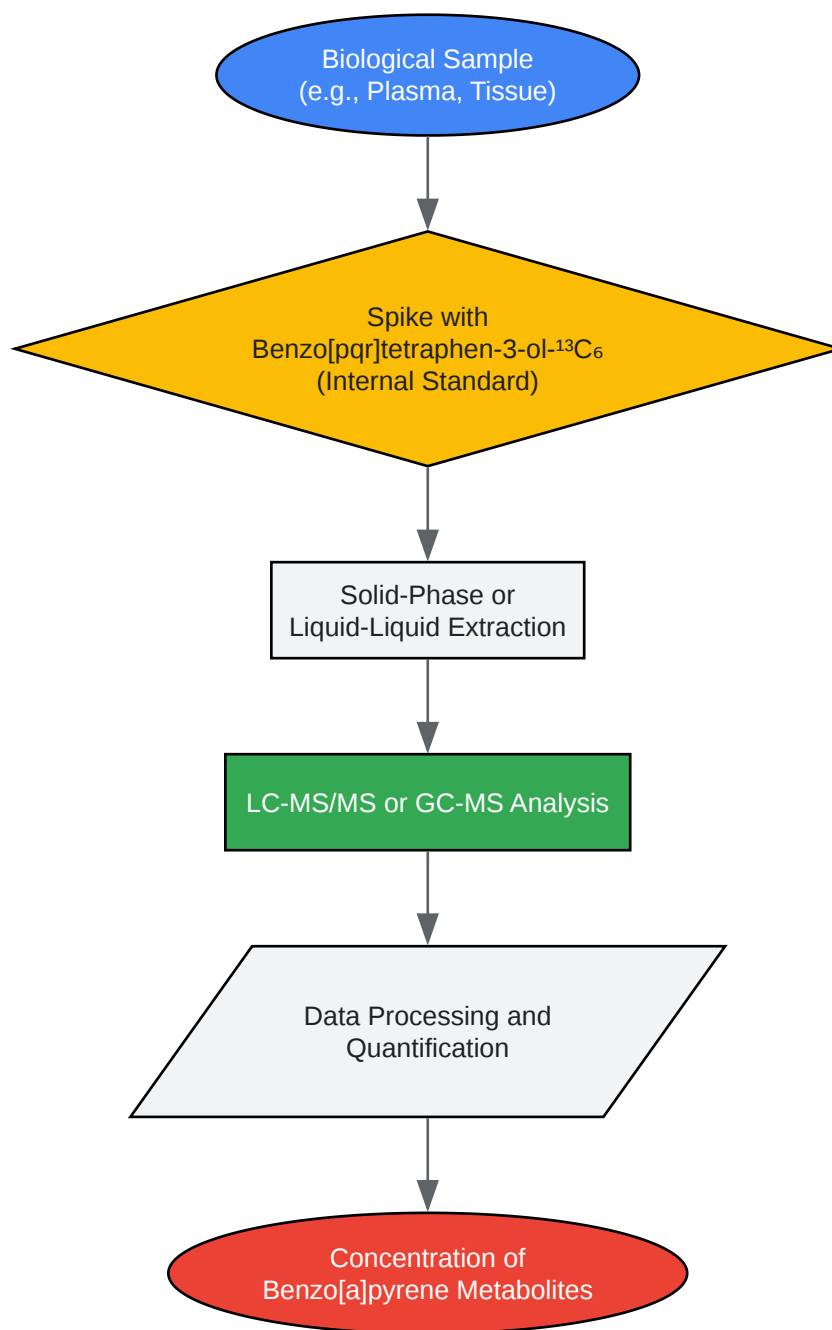 Biological Sample
(e.g., Plasma, Tissue)
Spike with
Benzo[pqr]tetraphen-3-ol-¹³C₆
(Internal Standard)
Solid-Phase or
Liquid-Liquid Extraction
LC-MS/MS or GC-MS Analysis
Data Processing and
Quantification
Concentration of
Benzo[a]pyrene Metabolites